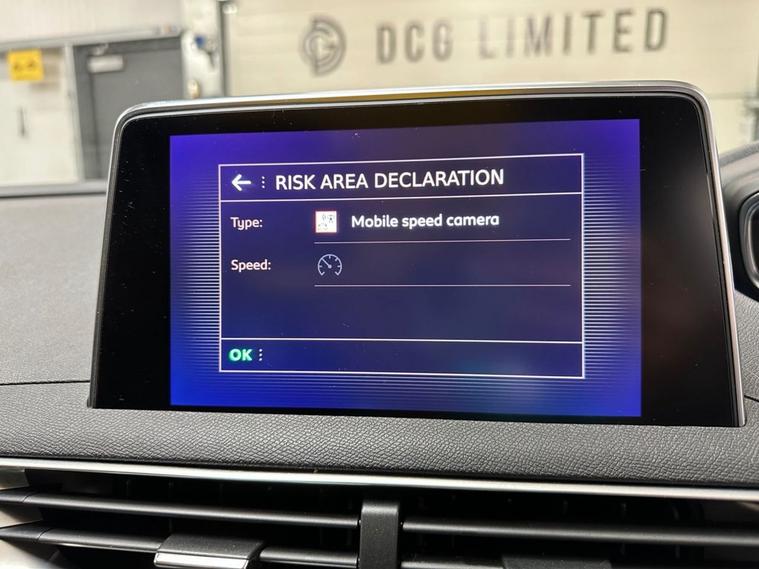 DCG LIMITED
RISK AREA DECLARATION
Type: Mobile speed camera
Speed:
OK